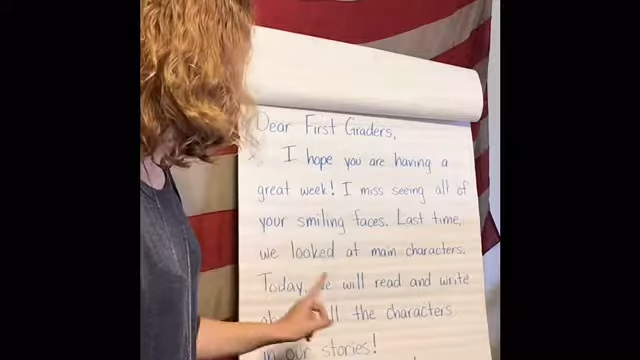 Dear First Graders,
I hope you are having a
great week! I miss seeing all of
your smiling faces. Last time,
we looked at main characters.
Today, will read and write
the characters
in our stories!